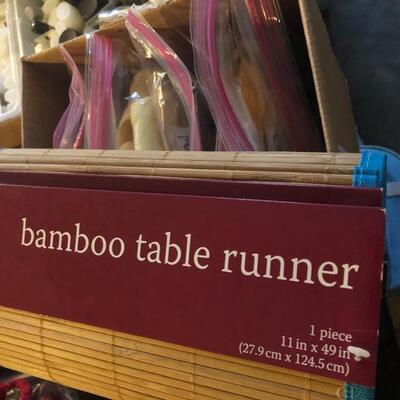 bamboo table runner
1 piece
11 in x 49 in
(27.9 cm x 124.5 cm)